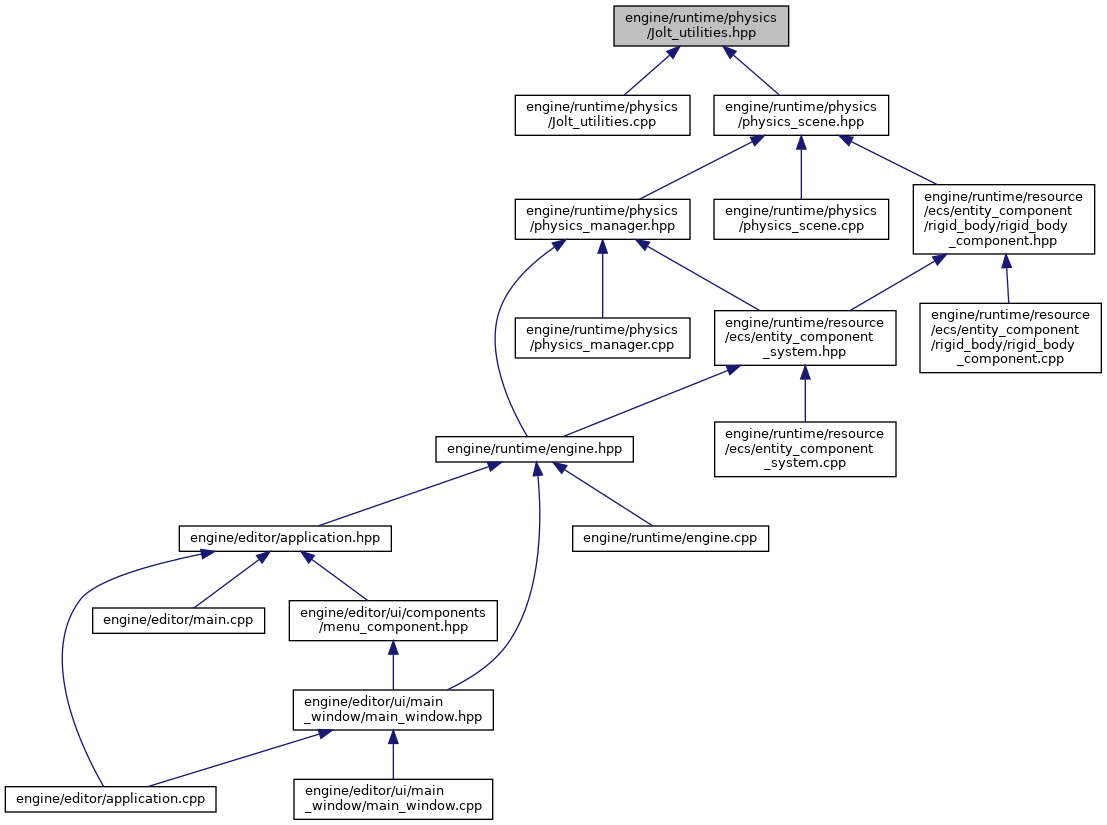 engine/runtime/physics
/Jolt_utilities.hpp
engine/runtime/physics
/Jolt_utilities.cpp
engine/runtime/physics
/physics_scene.hpp
engine/runtime/physics
/physics_manager.hpp
engine/runtime/physics
/physics_scene.cpp
engine/runtime/resource
/ecs/entity_component
/rigid_body/rigid_body
_component.hpp
engine/runtime/physics
/physics_manager.cpp
engine/runtime/resource
/ecs/entity_component
_system.hpp
engine/runtime/resource
/ecs/entity_component
/rigid_body/rigid_body
_component.cpp
engine/runtime/engine.hpp
engine/runtime/resource
/ecs/entity_component
_system.cpp
engine/editor/application.hpp
engine/runtime/engine.cpp
engine/editor/main.cpp
engine/editor/ui/components
/menu_component.hpp
engine/editor/ui/main
_window/main_window.hpp
engine/editor/application.cpp
engine/editor/ui/main
_window/main_window.cpp